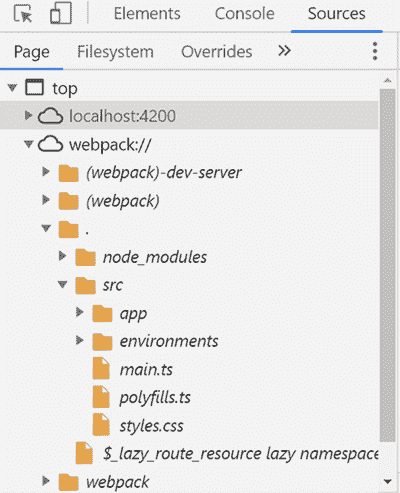 Elements Console Sources
Page Filesystem Overrides »
top
localhost:4200
webpack://
(webpack)-dev-server
(webpack)
.
node_modules
src
app
environments
main.ts
polyfills.ts
styles.css
$_lazy_route_resource lazy namespace
webpack